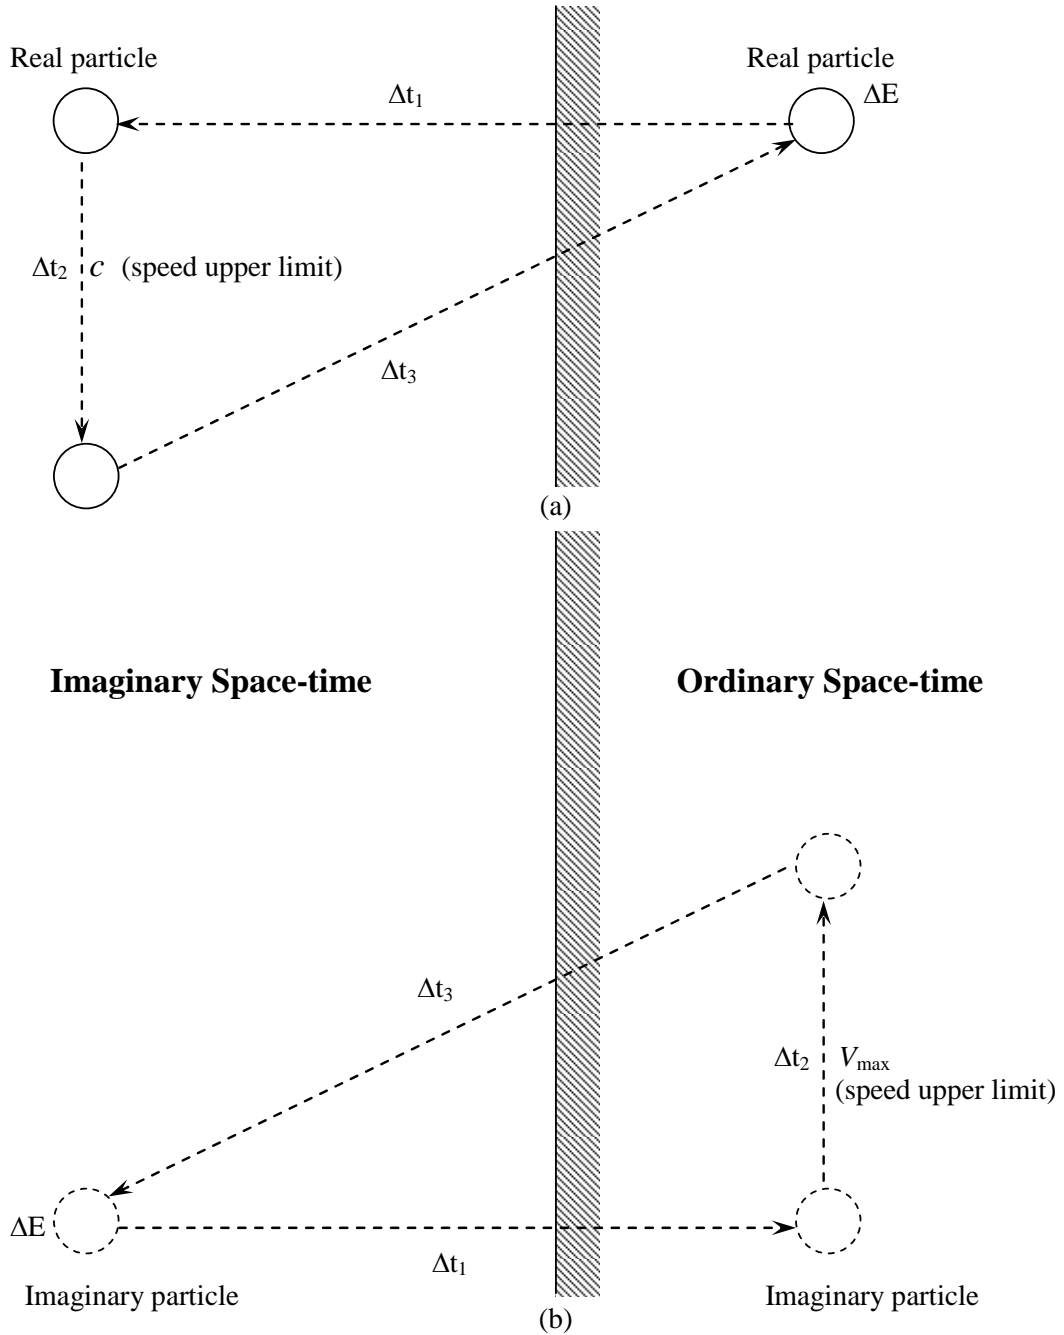 Real particle
Real particle
Δt₁
ΔE
Δt₂ c (speed upper limit)
Δt₃
(a)
Imaginary Space-time
Ordinary Space-time
Δt₃
Δt₂ Vmax
(speed upper limit)
ΔE
Δt₁
Imaginary particle
Imaginary particle
(b)